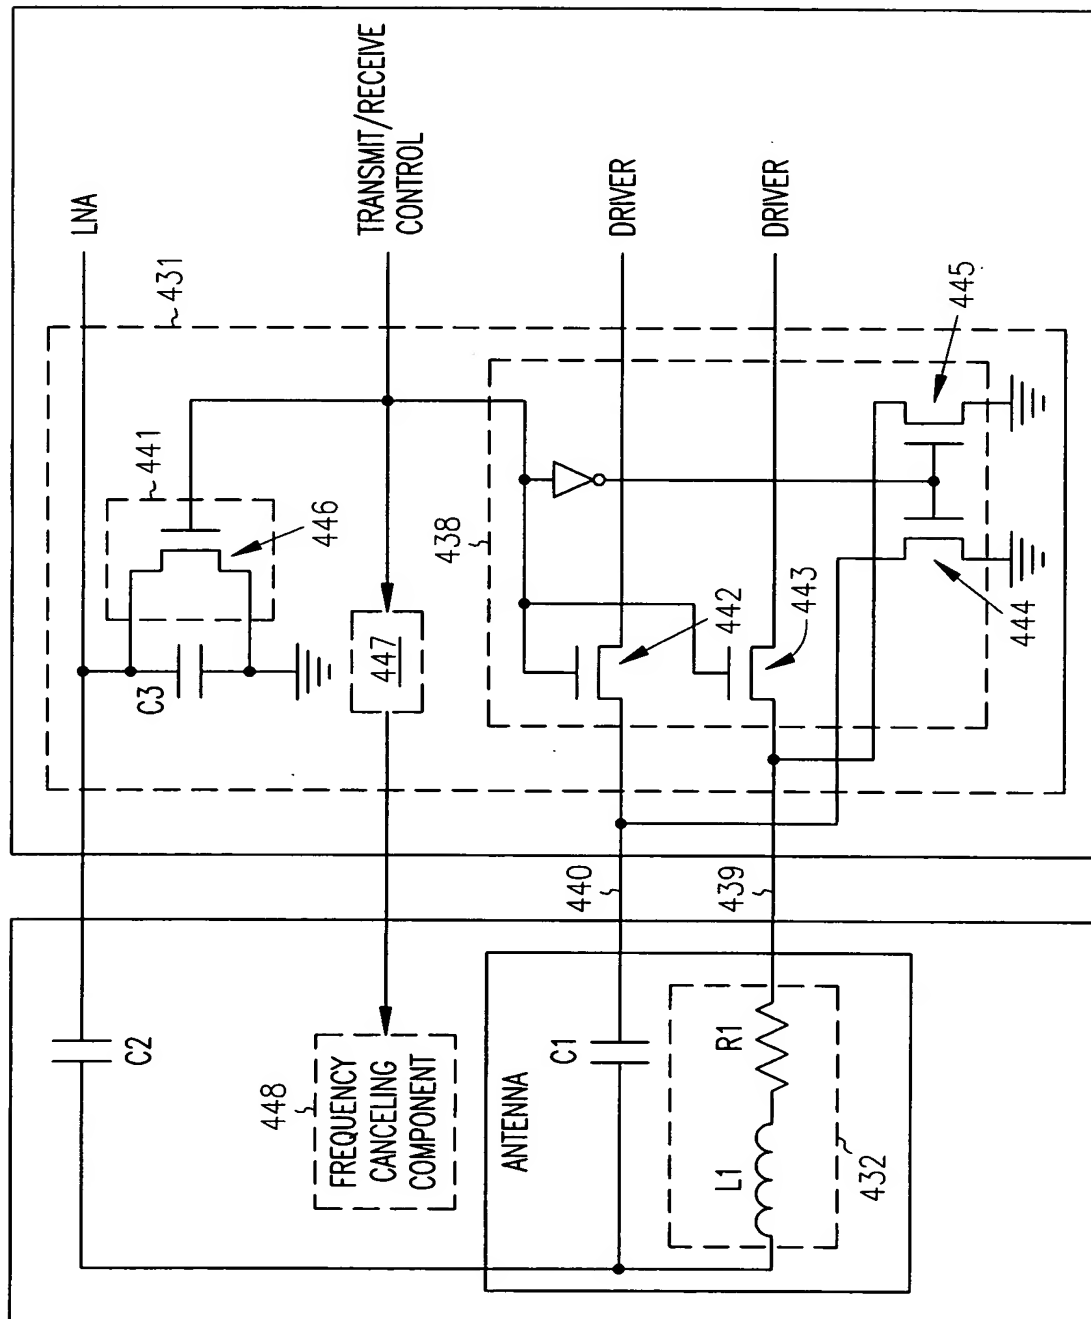 LNA
C2
C3
441
431
448
446
FREQUENCY
CANCELING
COMPONENT
447
TRANSMIT/RECEIVE
CONTROL
438
ANTENNA
C1
440
DRIVER
L1
R1
439
442
DRIVER
443
432
445
444